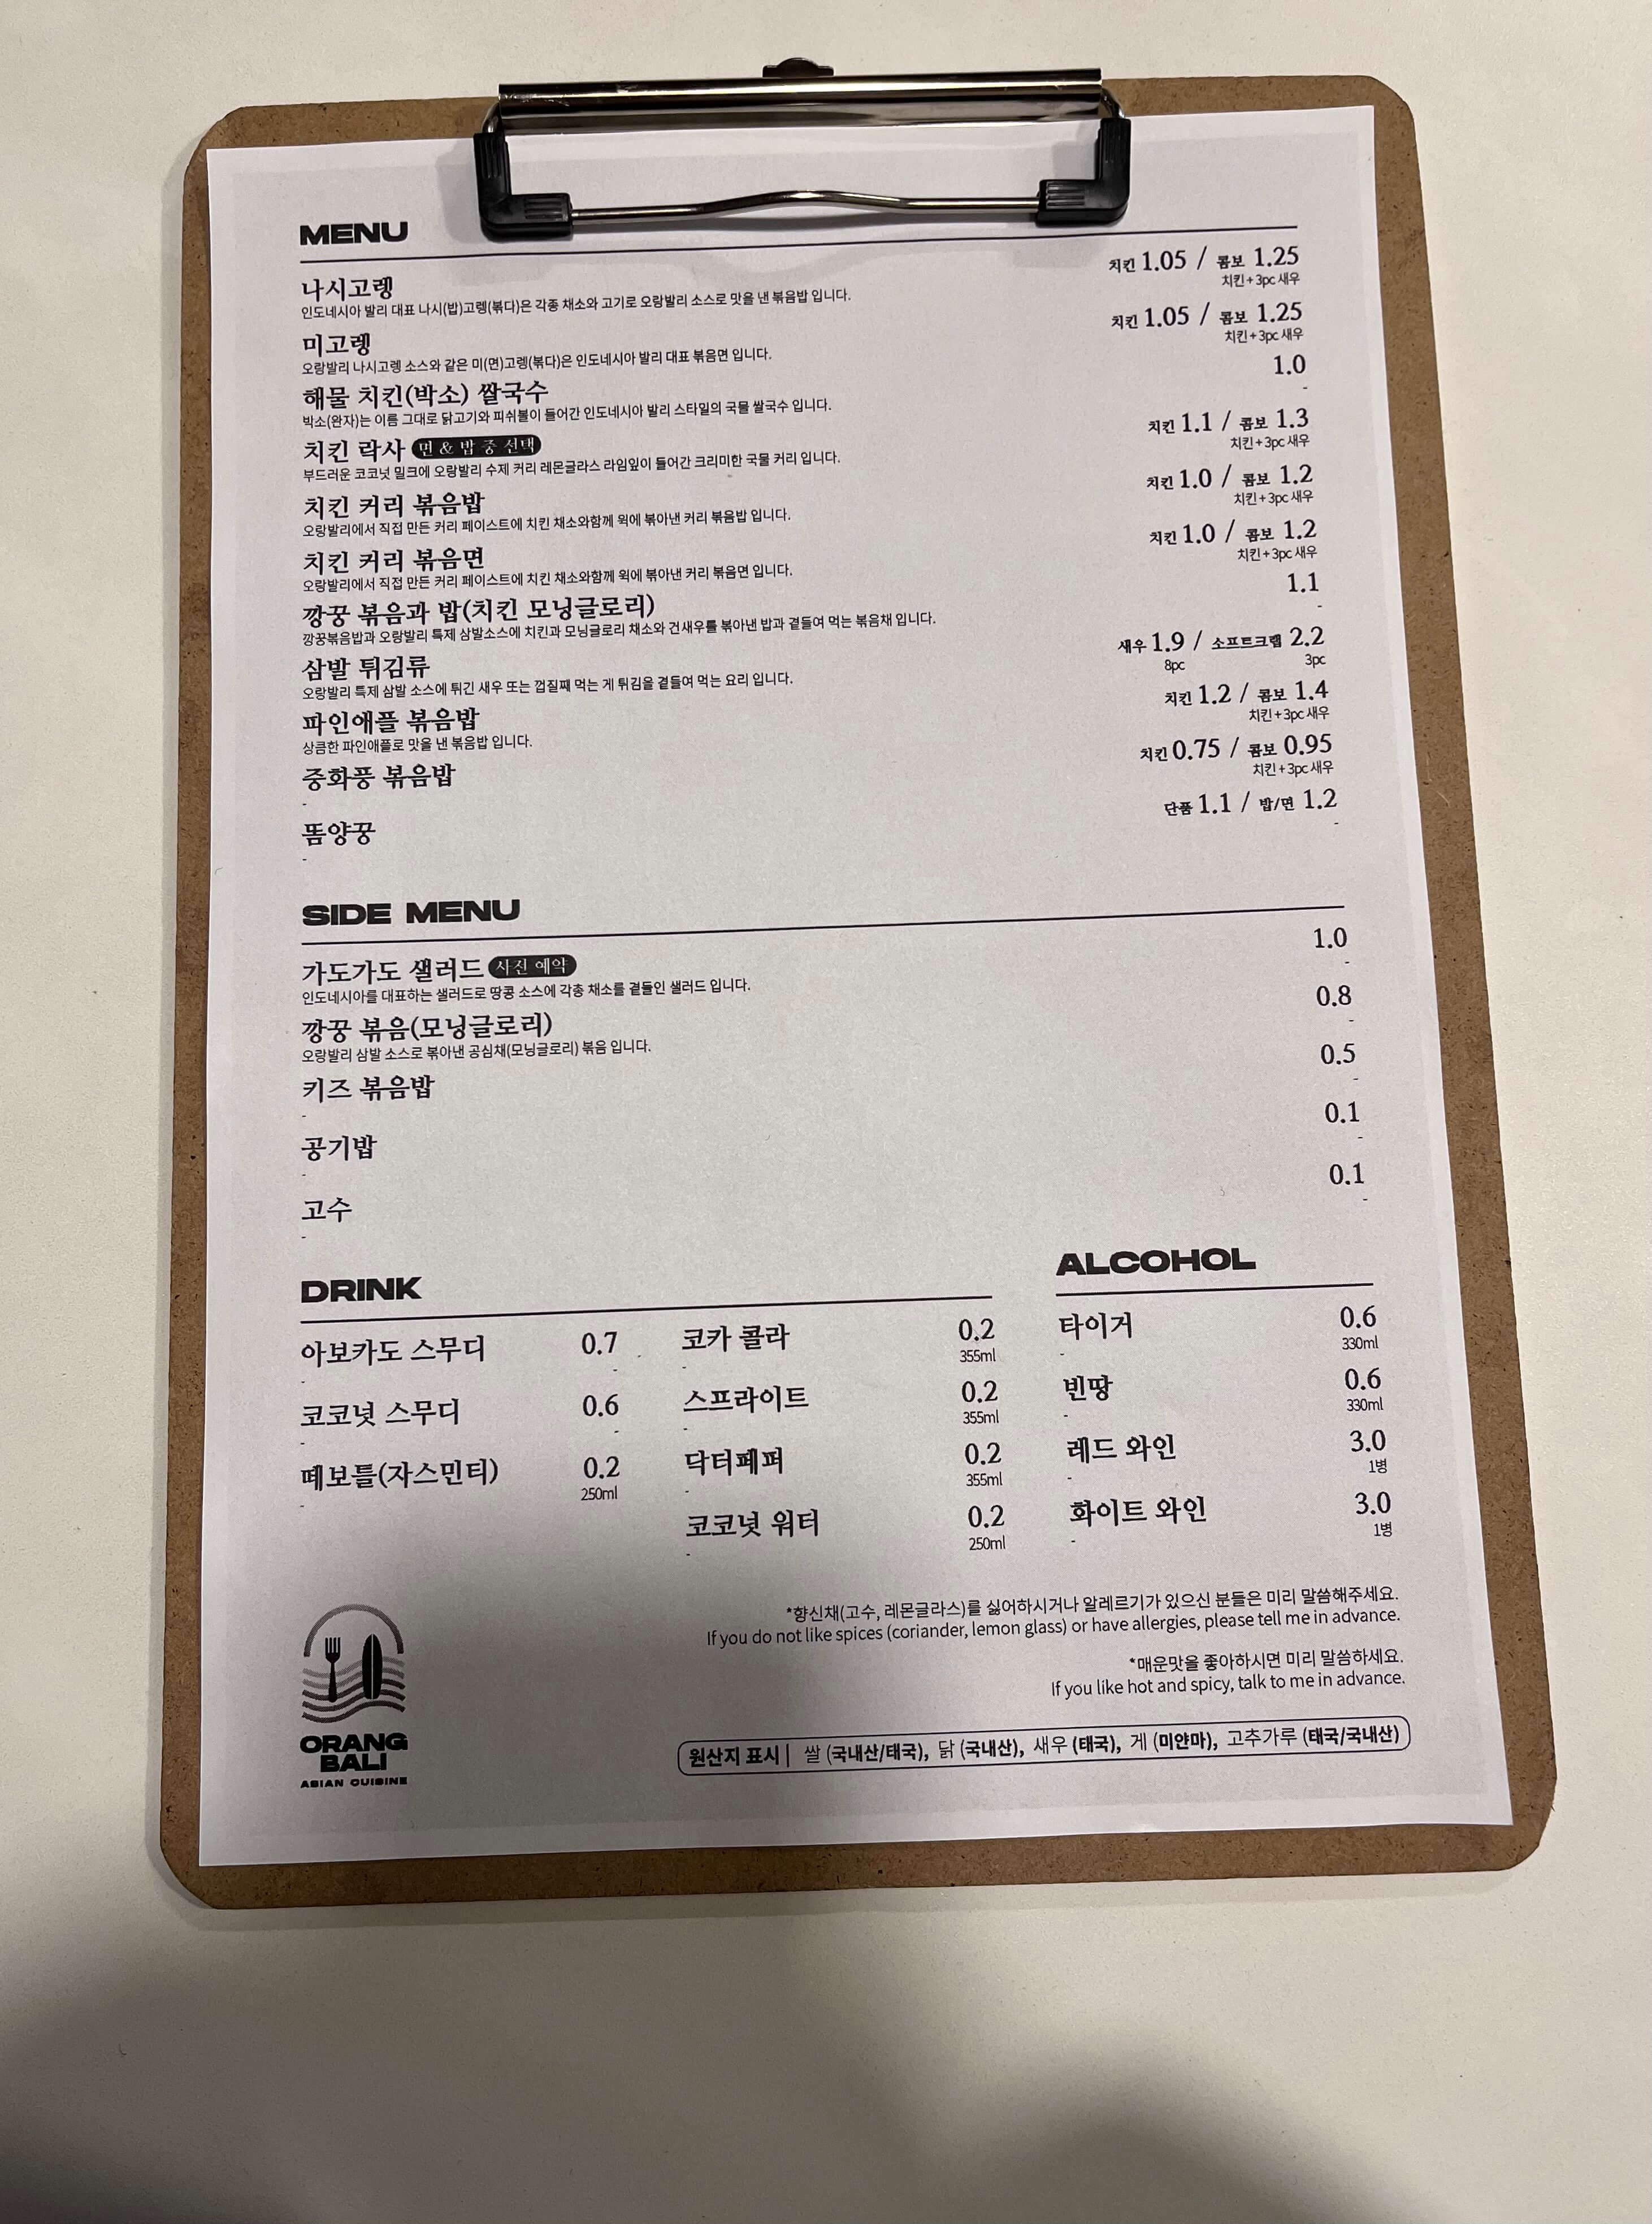 MENU
나시고렝 치킨 1.05 / 콤보 1.25
인도네시아 발리 대표 나시(밥)고렝(볶다)은 각종 채소와 고기로 오랑발리 소스로 맛을 낸 볶음밥 입니다. 치킨+3pc 새우
미고렝 치킨 1.05 / 콤보 1.25
오랑발리 나시고렝 소스와 같은 미(면)고렝(볶다)은 인도네시아 발리 대표 볶음면 입니다. 치킨+3pc 새우
해물 치킨(박소) 쌀국수 1.0
박소(완자)는 이름 그대로 닭고기와 피쉬볼이 들어간 인도네시아 발리 스타일의 국물 쌀국수 입니다. -
치킨 락사 면 & 밥 중 선택 치킨 1.1 / 콤보 1.3
부드러운 코코넛 밀크에 오랑발리 수제 커리 레몬글라스 라임잎이 들어간 크리미한 국물 커리 입니다. 치킨+3pc 새우
치킨 커리 볶음밥 치킨 1.0 / 콤보 1.2
오랑발리에서 직접 만든 커리 페이스트에 치킨 채소와함께 웍에 볶아낸 커리 볶음밥 입니다. 치킨+3pc 새우
치킨 커리 볶음면 치킨 1.0 / 콤보 1.2
오랑발리에서 직접 만든 커리 페이스트에 치킨 채소와함께 웍에 볶아낸 커리 볶음면 입니다. 치킨+3pc 새우
깡꿍 볶음과 밥(치킨 모닝글로리) 1.1
깡꿍볶음밥과 오랑발리 특제 삼발소스에 치킨과 모닝글로리 채소와 건새우를 볶아낸 밥과 곁들여 먹는 볶음채 입니다. -
삼발 튀김류 새우 1.9 / 소프트크랩 2.2
오랑발리 특제 삼발 소스에 튀긴 새우 또는 껍질째 먹는 게 튀김을 곁들여 먹는 요리 입니다. 8pc 3pc
파인애플 볶음밥 치킨 1.2 / 콤보 1.4
상큼한 파인애플로 맛을 낸 볶음밥 입니다. 치킨+3pc 새우
중화풍 볶음밥 치킨 0.75 / 콤보 0.95
- 치킨+3pc 새우
똠양꿍 단품 1.1 / 밥/면 1.2
- -
SIDE MENU
가도가도 샐러드 사전 예약 1.0
인도네시아를 대표하는 샐러드로 땅콩 소스에 각총 채소를 곁들인 샐러드 입니다. -
깡꿍 볶음(모닝글로리) 0.8
오랑발리 삼발 소스로 볶아낸 공심채(모닝글로리) 볶음 입니다. -
키즈 볶음밥 0.5
- -
공기밥 0.1
- -
고수 0.1
- -
DRINK
아보카도 스무디 0.7
- -
코코넛 스무디 0.6
- -
떼보틀(자스민티) 0.2
- 250ml
코카 콜라 0.2
- 355ml
스프라이트 0.2
- 355ml
닥터페퍼 0.2
- 355ml
코코넛 워터 0.2
- 250ml
ALCOHOL
타이거 0.6
- 330ml
빈땅 0.6
- 330ml
레드 와인 3.0
- 1병
화이트 와인 3.0
- 1병
*향신채(고수, 레몬글라스)를 싫어하시거나 알레르기가 있으신 분들은 미리 말씀해주세요.
If you do not like spices (coriander, lemon glass) or have allergies, please tell me in advance.
*매운맛을 좋아하시면 미리 말씀하세요.
If you like hot and spicy, talk to me in advance.
원산지 표시 | 쌀 (국내산/태국), 닭 (국내산), 새우 (태국), 게 (미얀마), 고추가루 (태국/국내산)
ORANG
BALI
ASIAN CUISINE